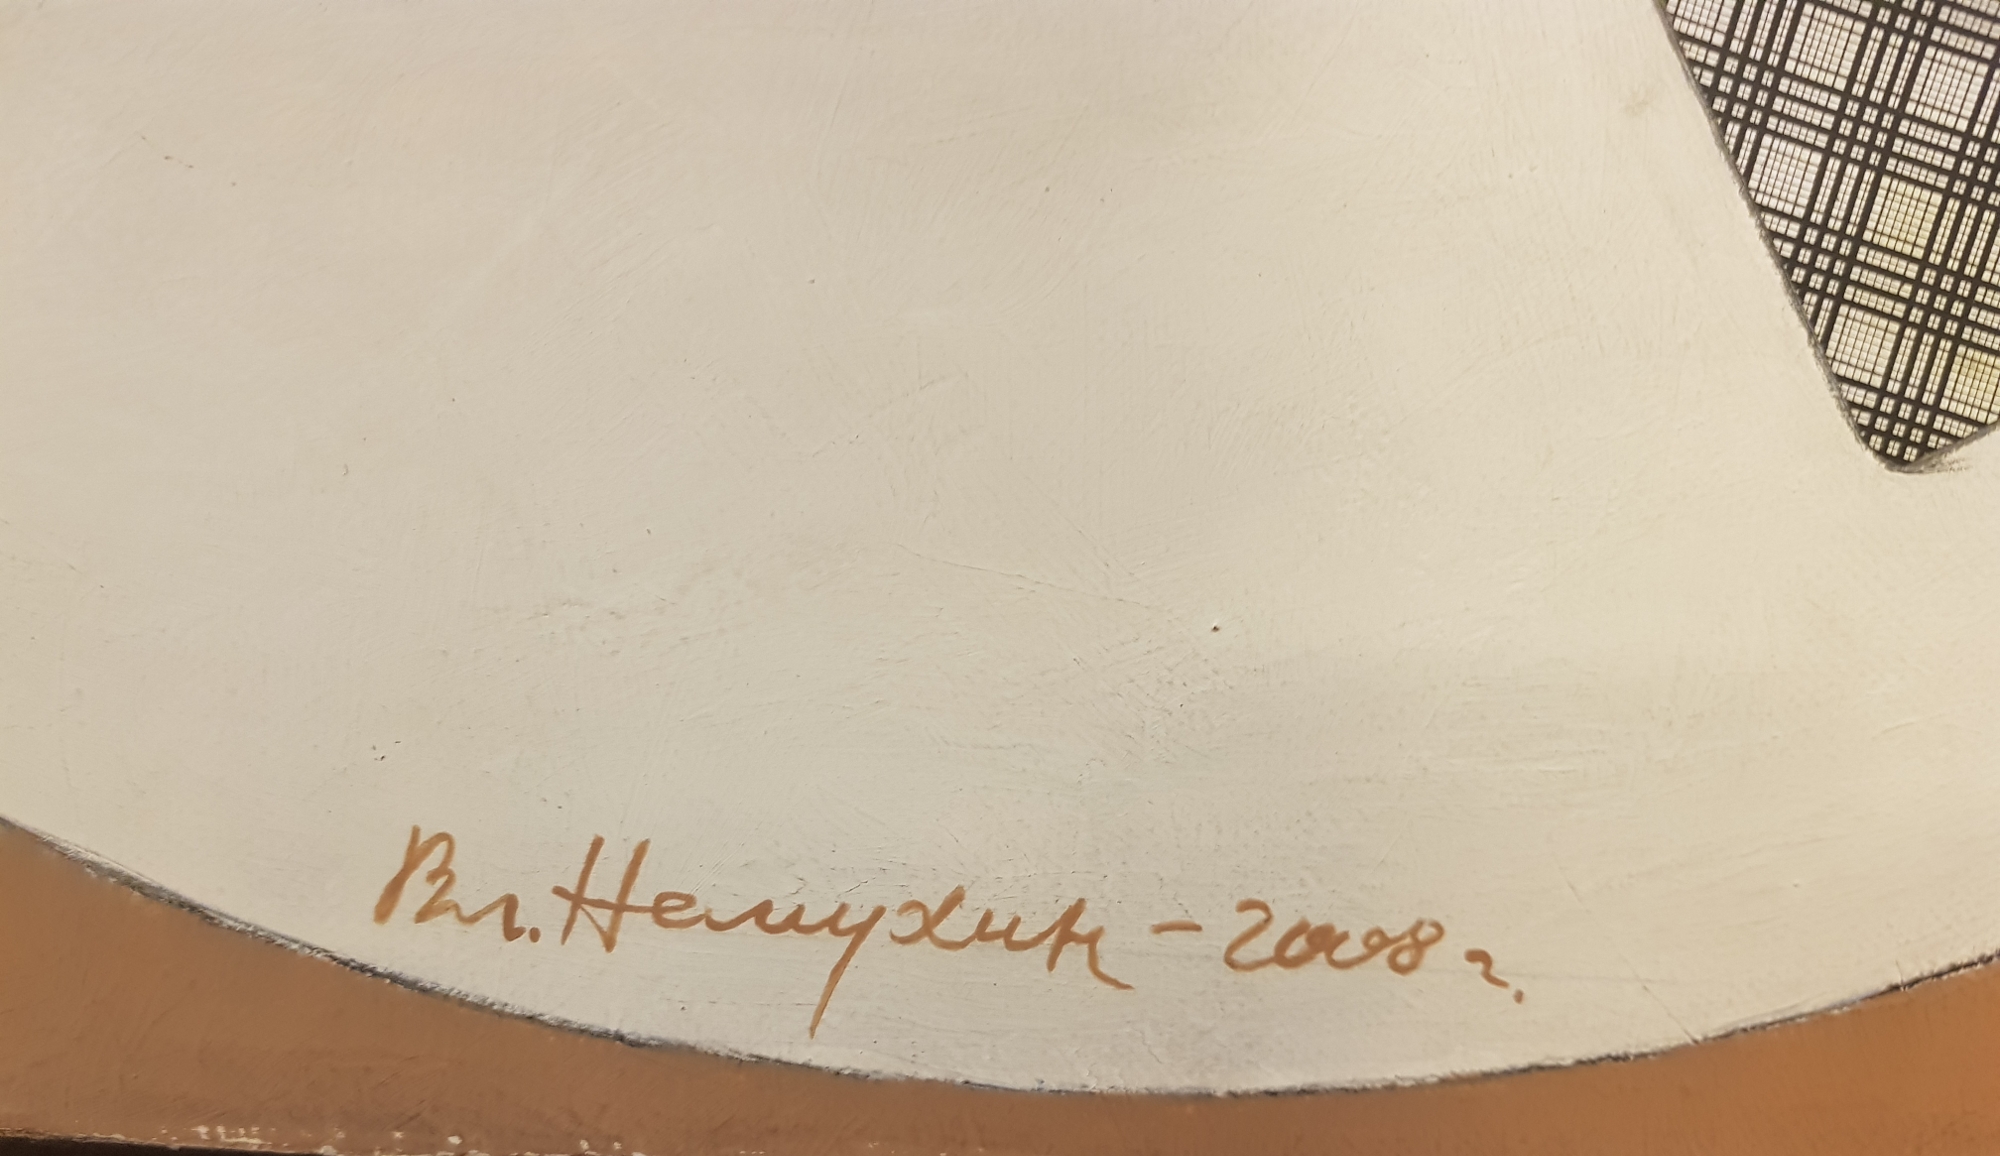 Вл. Немухин – 2008 г.